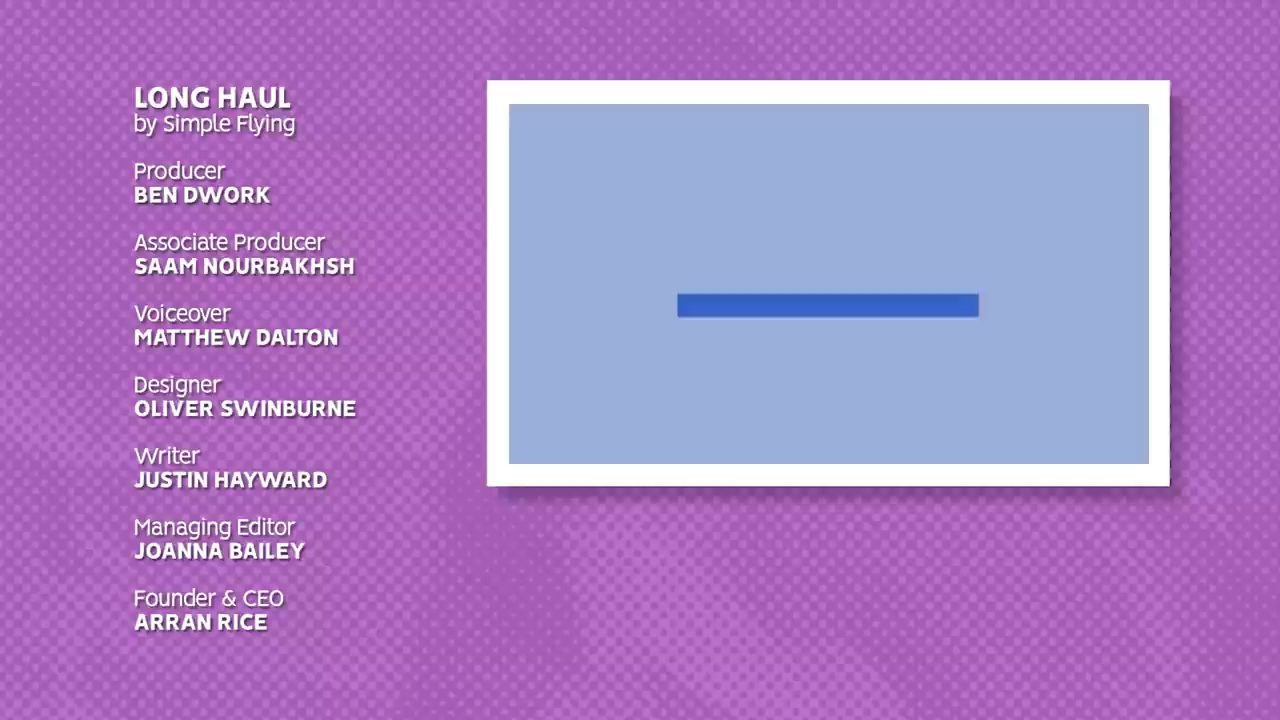 LONG HAUL
by Simple Flying
Producer
BEN DWORK
Associate Producer
SAAM NOURBAKHSH
Voiceover
MATTHEW DALTON
Designer
OLIVER SWINBURNE
Writer
JUSTIN HAYWARD
Managing Editor
JOANNA BAILEY
Founder & CEO
ARRAN RICE